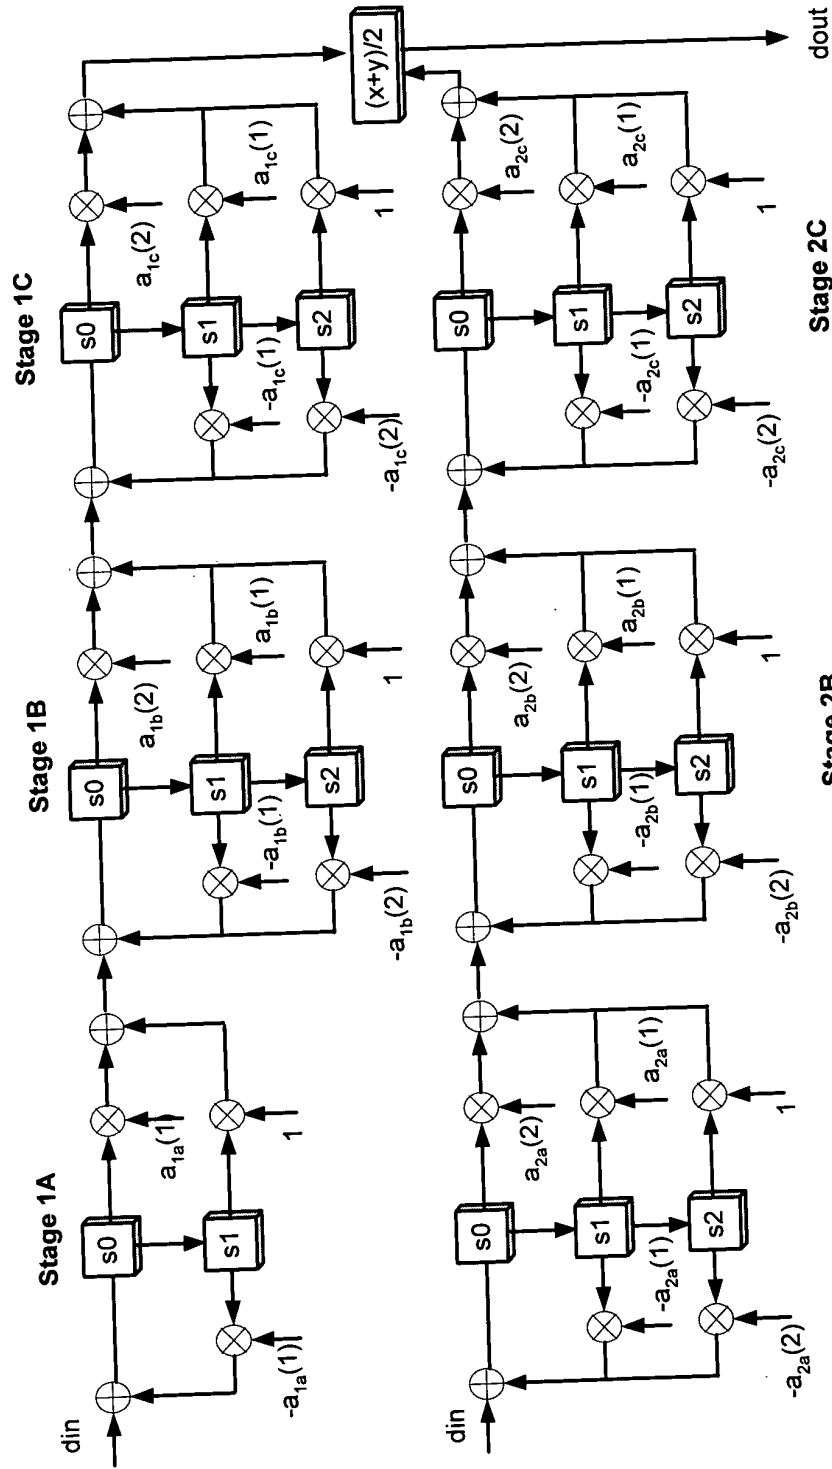 Stage 1A
Stage 1B
Stage 1C
din
s0
a1a(1)
s1
-a1a(1)
1
s0
a1b(2)
s1
-a1b(1)
a1b(1)
s2
-a1b(2)
1
s0
a1c(2)
s1
-a1c(1)
a1c(1)
s2
-a1c(2)
1
(x+y)/2
din
s0
a2a(2)
s1
-a2a(1)
a2a(1)
s2
-a2a(2)
1
s0
a2b(2)
s1
-a2b(1)
a2b(1)
s2
-a2b(2)
1
s0
a2c(2)
s1
-a2c(1)
a2c(1)
s2
-a2c(2)
1
dout
Stage 2B
Stage 2C